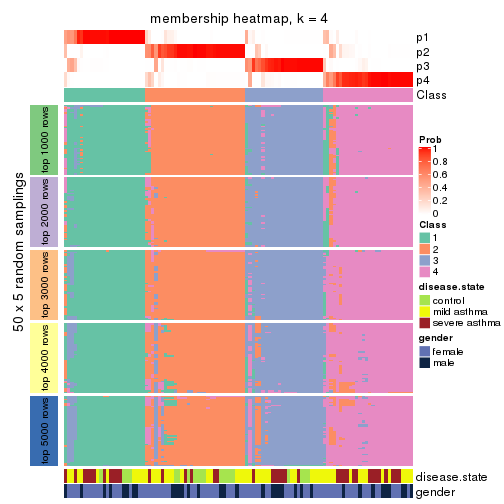 membership heatmap, k = 4
p1
p2
p3
p4
Class
50 x 5 random samplings
top 1000 rows
top 2000 rows
top 3000 rows
top 4000 rows
top 5000 rows
disease.state
gender
Prob
1
0.8
0.6
0.4
0.2
0
Class
1
2
3
4
disease.state
control
mild asthma
severe asthma
gender
female
male